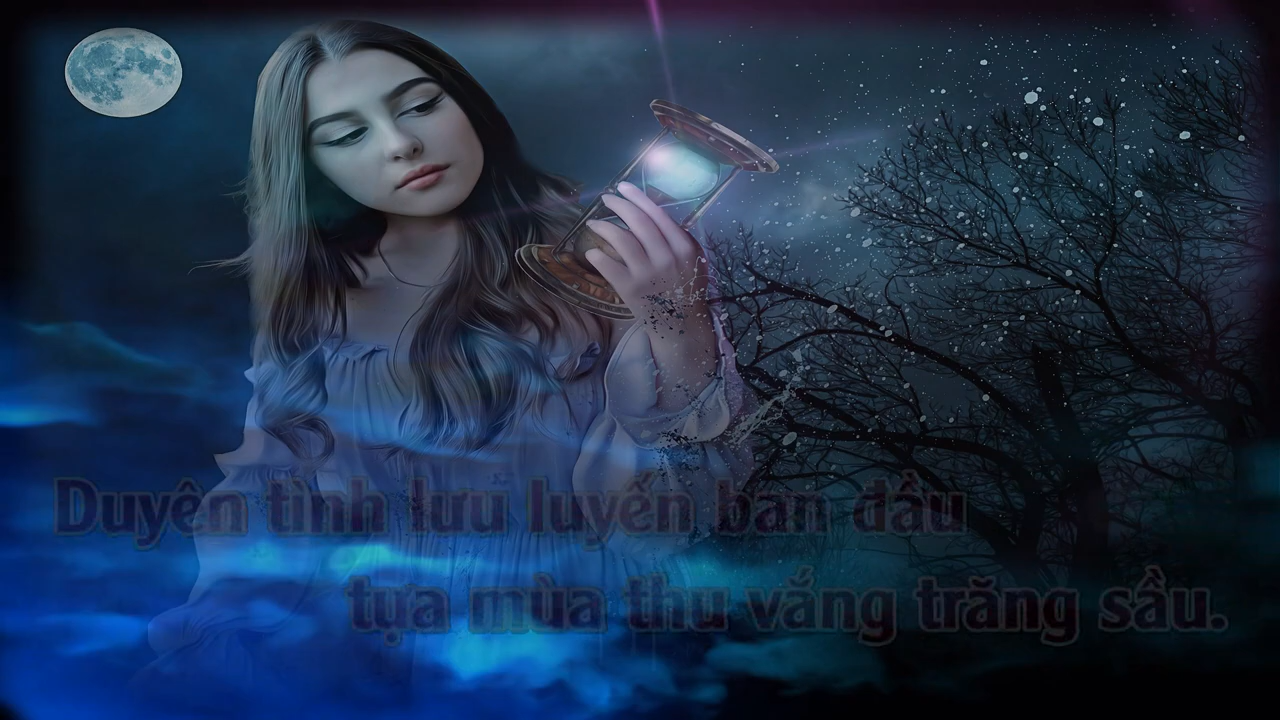 Duyên tình lưu luyến ban đầu
tựa mùa thu vắng trăng sầu.